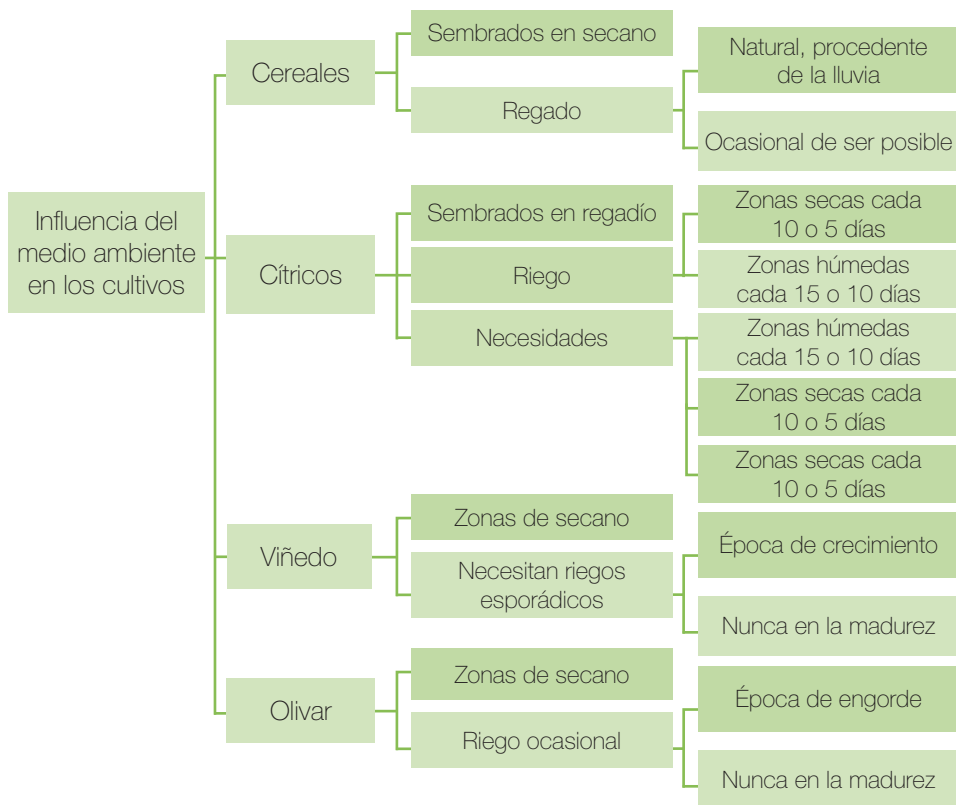 Influencia del
medio ambiente
en los cultivos
Cereales
Sembrados en secano
Regado
Natural, procedente
de la lluvia
Ocasional de ser posible
Cítricos
Sembrados en regadío
Riego
Zonas secas cada
10 o 5 días
Zonas húmedas
cada 15 o 10 días
Necesidades
Zonas húmedas
cada 15 o 10 días
Zonas secas cada
10 o 5 días
Zonas secas cada
10 o 5 días
Viñedo
Zonas de secano
Necesitan riegos
esporádicos
Época de crecimiento
Nunca en la madurez
Olivar
Zonas de secano
Riego ocasional
Época de engorde
Nunca en la madurez